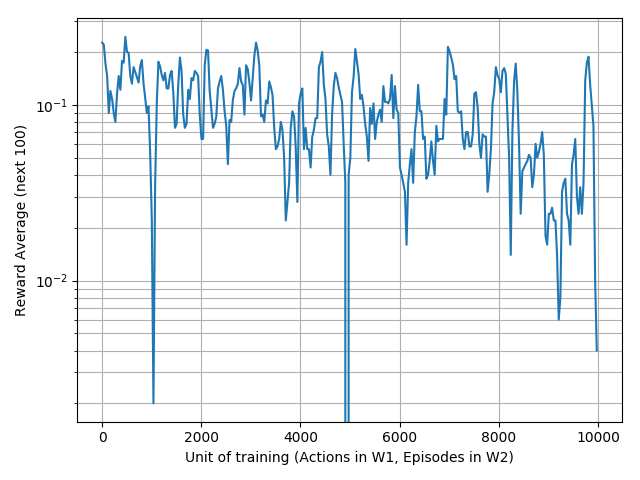 Reward Average (next 100)
10⁻¹
10⁻²
0 2000 4000 6000 8000 10000
Unit of training (Actions in W1, Episodes in W2)